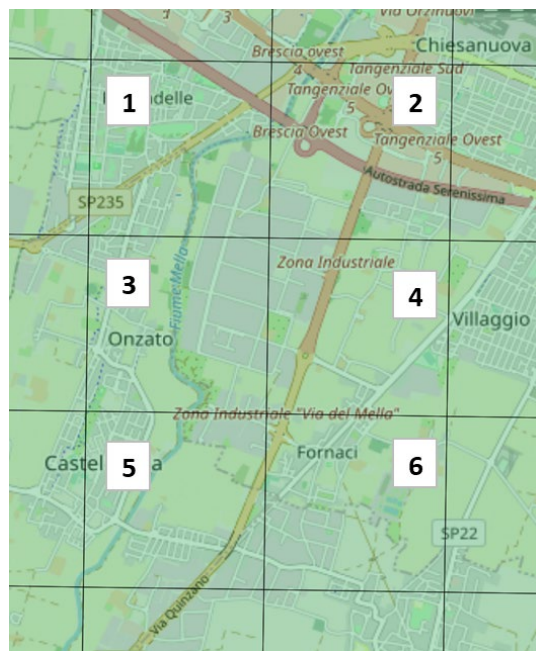 Via Orzinuovi
3
Brescia ovest
4
Chiesanuova
Tangenziale Sud
Tangenziale Ov
5
1
2
Brescia Ovest
Tangenziale Ovest
5
Autostrada Serenissima
SP235
Zona Industriale
3
4
Fiume Mella
Villaggio
Onzato
Zona Industriale "Via del Mella"
Fornaci
5
6
SP22
Via Quinzano